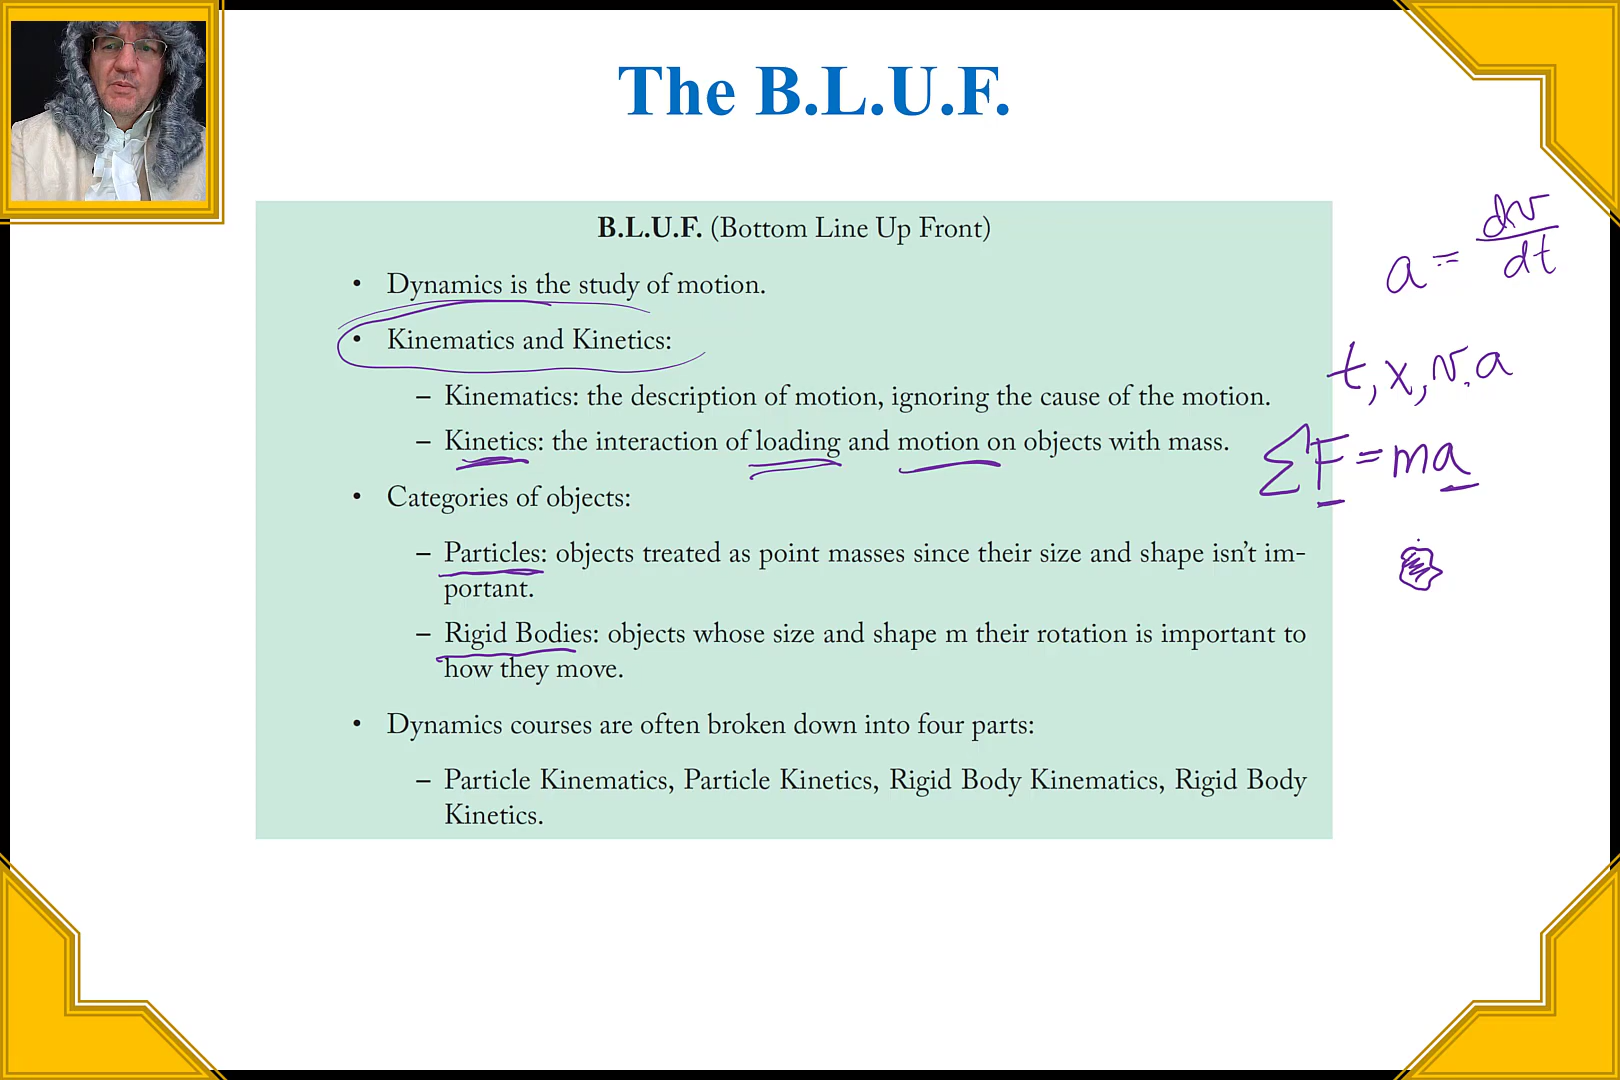 The B.L.U.F.
B.L.U.F. (Bottom Line Up Front)
• Dynamics is the study of motion.
• Kinematics and Kinetics:
– Kinematics: the description of motion, ignoring the cause of the motion.
– Kinetics: the interaction of loading and motion on objects with mass.
• Categories of objects:
– Particles: objects treated as point masses since their size and shape isn't im-
portant.
– Rigid Bodies: objects whose size and shape m their rotation is important to
how they move.
• Dynamics courses are often broken down into four parts:
– Particle Kinematics, Particle Kinetics, Rigid Body Kinematics, Rigid Body
Kinetics.
a = dv/dt
t, x, v, a
ΣF = ma